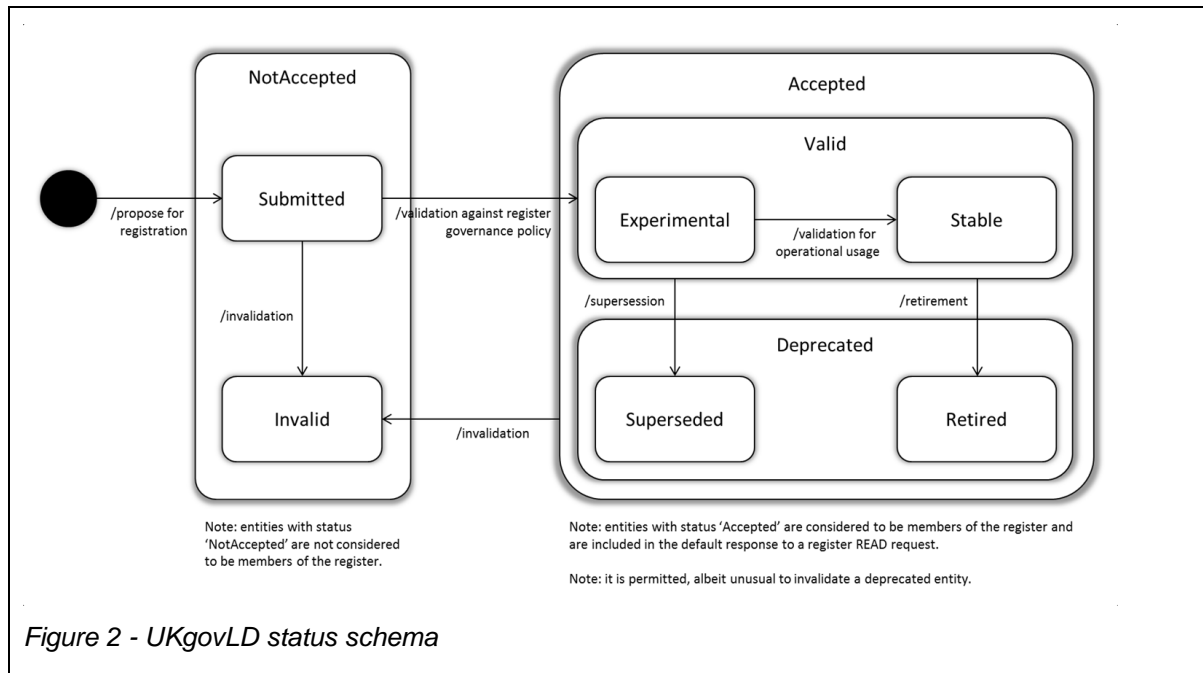 NotAccepted
Accepted
Valid
Submitted
Experimental
Stable
/propose for
registration
/validation against register
governance policy
/validation for
operational usage
/invalidation
/supersession
/retirement
Deprecated
Invalid
Superseded
Retired
/invalidation
Note: entities with status
‘NotAccepted’ are not considered
to be members of the register.
Note: entities with status ‘Accepted’ are considered to be members of the register and
are included in the default response to a register READ request.
Note: it is permitted, albeit unusual to invalidate a deprecated entity.
Figure 2 - UKgovLD status schema